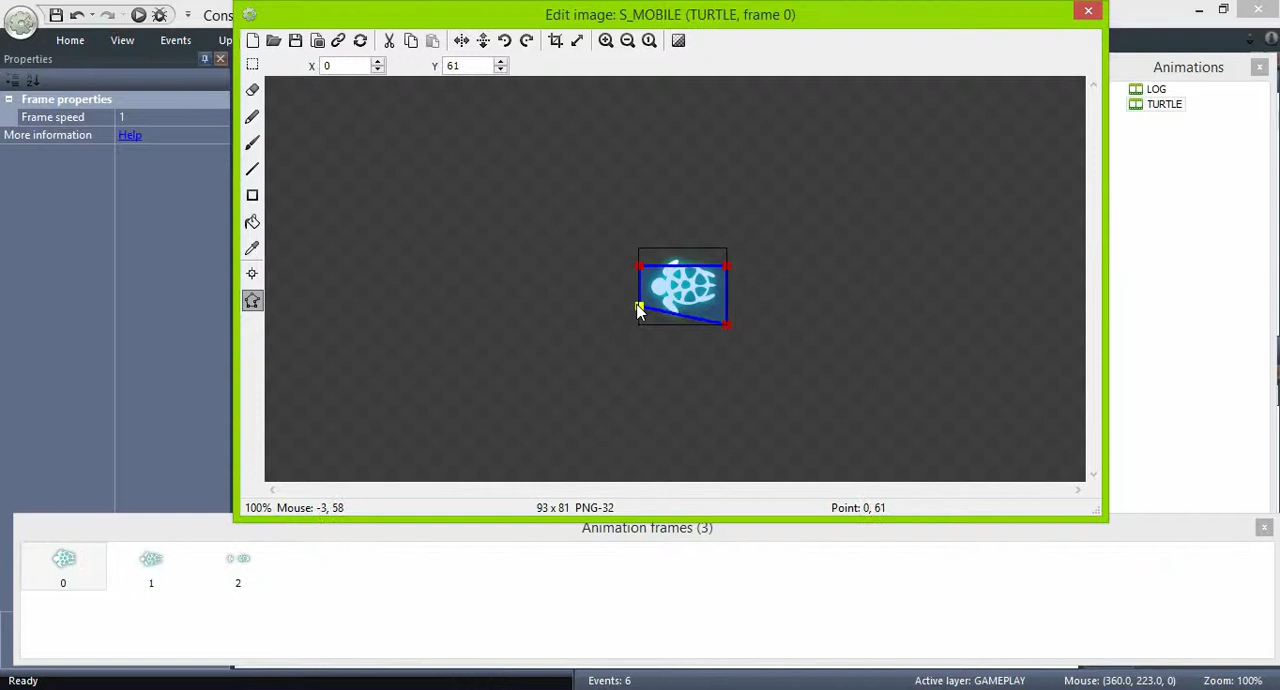 Cons
Edit image: S_MOBILE (TURTLE, frame 0)
Home
View
Events
Up
X 0
Y 61
Properties
Frame properties
Frame speed 1
More information Help
Animations
LOG
TURTLE
100% Mouse: -3, 58
93 x 81 PNG-32
Point: 0, 61
Animation frames (3)
0
1
2
Ready
Events: 6
Active layer: GAMEPLAY
Mouse: (360.0, 223.0, 0)
Zoom: 100%